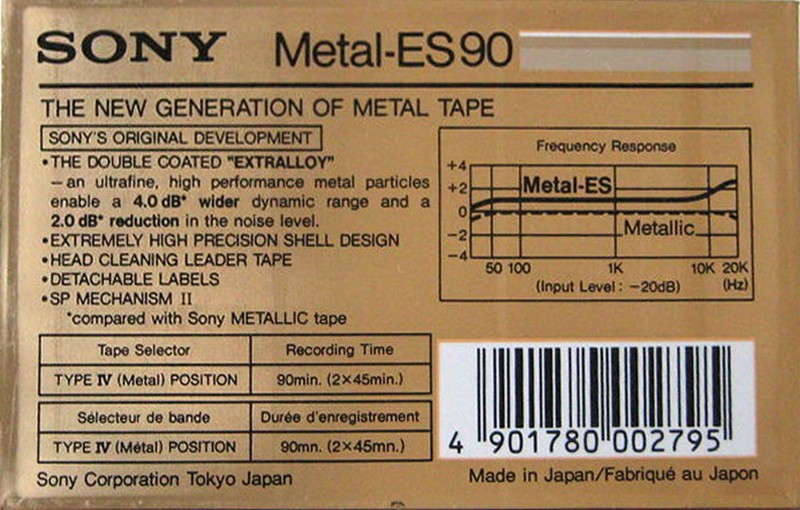 SONY Metal-ES90
THE NEW GENERATION OF METAL TAPE
SONY'S ORIGINAL DEVELOPMENT
•THE DOUBLE COATED "EXTRALLOY"
—an ultrafine, high performance metal particles
enable a 4.0 dB* wider dynamic range and a
2.0 dB* reduction in the noise level.
•EXTREMELY HIGH PRECISION SHELL DESIGN
•HEAD CLEANING LEADER TAPE
•DETACHABLE LABELS
•SP MECHANISM II
*compared with Sony METALLIC tape
Frequency Response
+4
+2
0
−2
−4
Metal-ES
Metallic
50 100 1K 10K 20K
(Input Level: −20dB) (Hz)
Tape Selector Recording Time
TYPE IV (Metal) POSITION 90min. (2×45min.)
Sélecteur de bande Durée d'enregistrement
TYPE IV (Métal) POSITION 90mn. (2×45mn.)
4 901780 002795
Sony Corporation Tokyo Japan
Made in Japan/Fabriqué au Japon